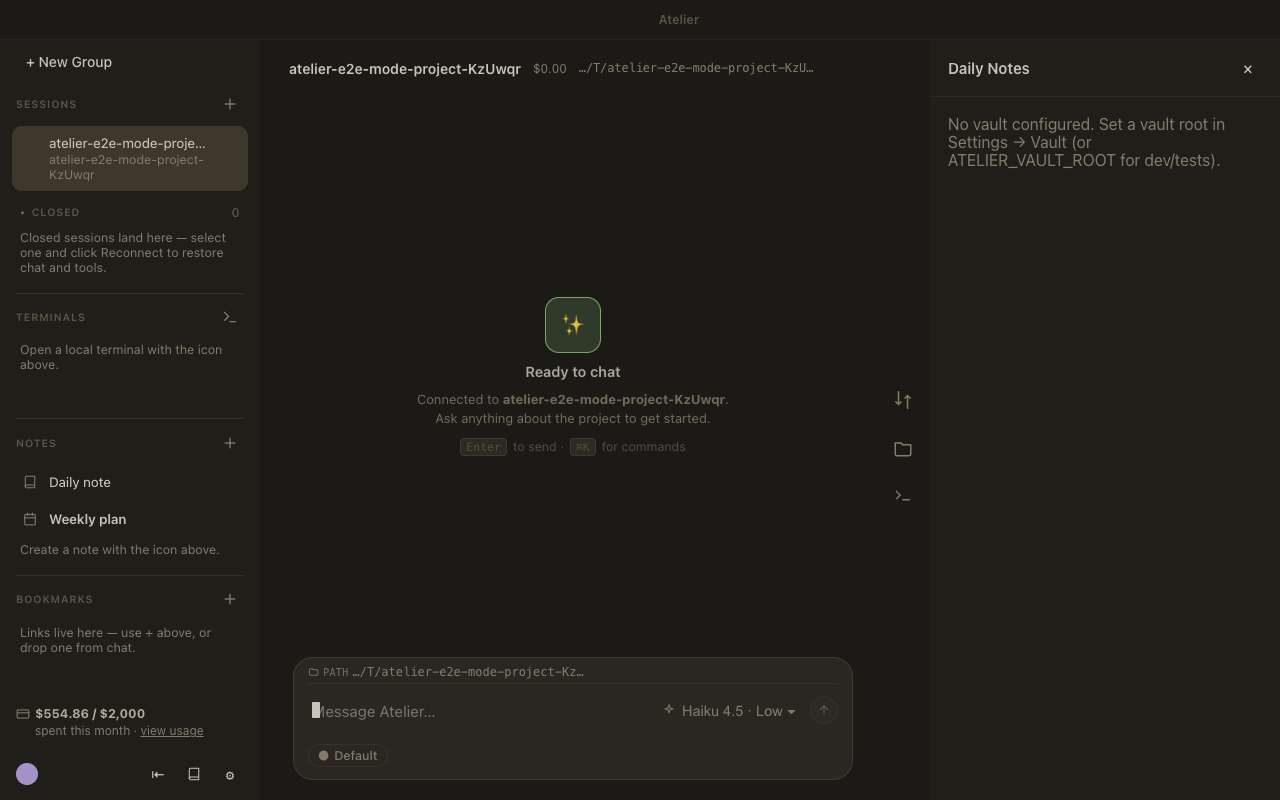 Atelier
+ New Group
SESSIONS
atelier-e2e-mode-proje...
atelier-e2e-mode-project-
KzUwqr
CLOSED 0
Closed sessions land here — select
one and click Reconnect to restore
chat and tools.
TERMINALS
Open a local terminal with the icon
above.
NOTES
Daily note
Weekly plan
Create a note with the icon above.
BOOKMARKS
Links live here — use + above, or
drop one from chat.
$554.86 / $2,000
spent this month · view usage
atelier-e2e-mode-project-KzUwqr $0.00 …/T/atelier-e2e-mode-project-KzU…
Ready to chat
Connected to atelier-e2e-mode-project-KzUwqr.
Ask anything about the project to get started.
Enter to send · ⌘K for commands
PATH …/T/atelier-e2e-mode-project-Kz…
Message Atelier...
Haiku 4.5 · Low
Default
Daily Notes
No vault configured. Set a vault root in
Settings → Vault (or
ATELIER_VAULT_ROOT for dev/tests).